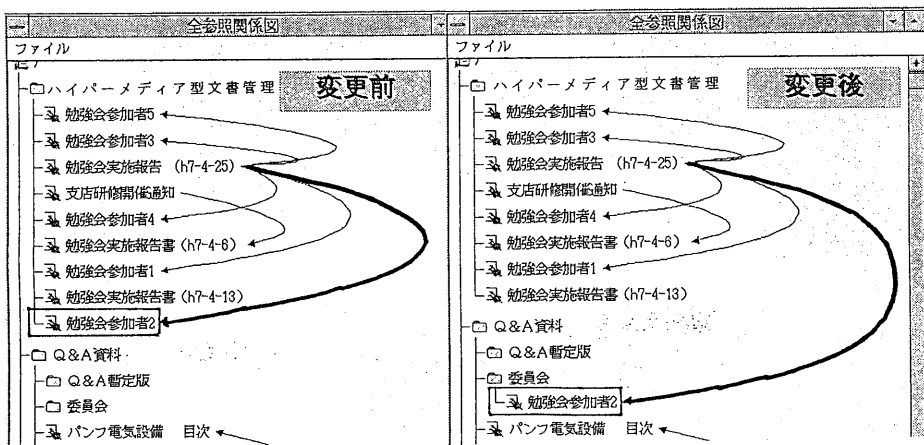 全参照関係図
ファイル
ハイパーメディア型文書管理
変更前
勉強会参加者5
勉強会参加者3
勉強会実施報告 (h7-4-25)
支店研修開催通知
勉強会参加者4
勉強会実施報告書(h7-4-6)
勉強会参加者1
勉強会実施報告書(h7-4-13)
勉強会参加者2
Q&A資料
Q&A暫定版
委員会
パンフ電気設備 目次
全参照関係図
ファイル
ハイパーメディア型文書管理
変更後
勉強会参加者5
勉強会参加者3
勉強会実施報告 (h7-4-25)
支店研修開催通知
勉強会参加者4
勉強会実施報告書(h7-4-6)
勉強会参加者1
勉強会実施報告書(h7-4-13)
Q&A資料
Q&A暫定版
委員会
勉強会参加者2
パンフ電気設備 目次